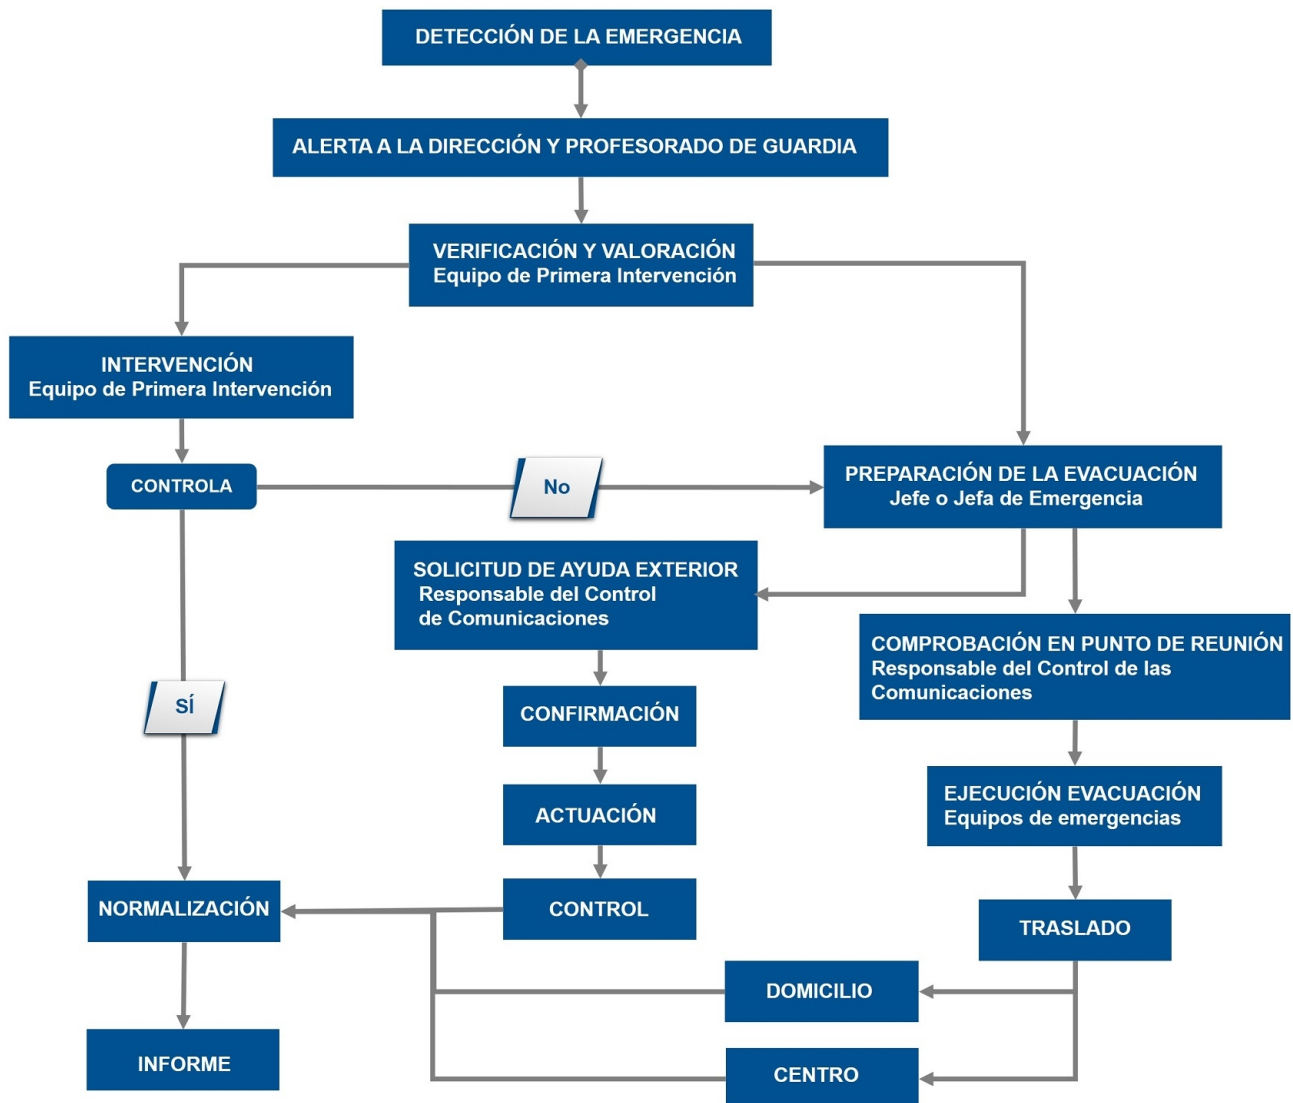 DETECCIÓN DE LA EMERGENCIA
ALERTA A LA DIRECCIÓN Y PROFESORADO DE GUARDIA
VERIFICACIÓN Y VALORACIÓN
Equipo de Primera Intervención
INTERVENCIÓN
Equipo de Primera Intervención
CONTROLA
No
PREPARACIÓN DE LA EVACUACIÓN
Jefe o Jefa de Emergencia
SOLICITUD DE AYUDA EXTERIOR
Responsable del Control
de Comunicaciones
COMPROBACIÓN EN PUNTO DE REUNIÓN
Responsable del Control de las
Comunicaciones
SÍ
CONFIRMACIÓN
EJECUCIÓN EVACUACIÓN
Equipos de emergencias
ACTUACIÓN
NORMALIZACIÓN
CONTROL
TRASLADO
DOMICILIO
INFORME
CENTRO